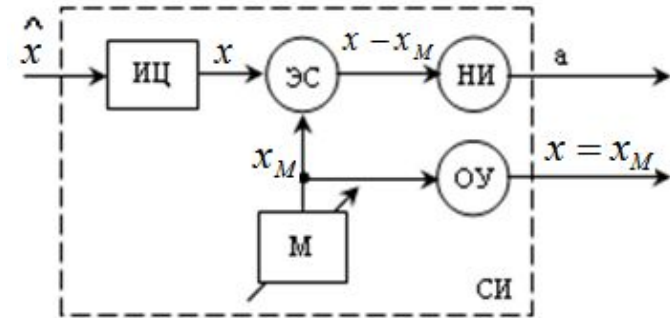 x̂
ИЦ
x
ЭС
x − x_M
НИ
а
x_M
ОУ
x = x_M
М
СИ